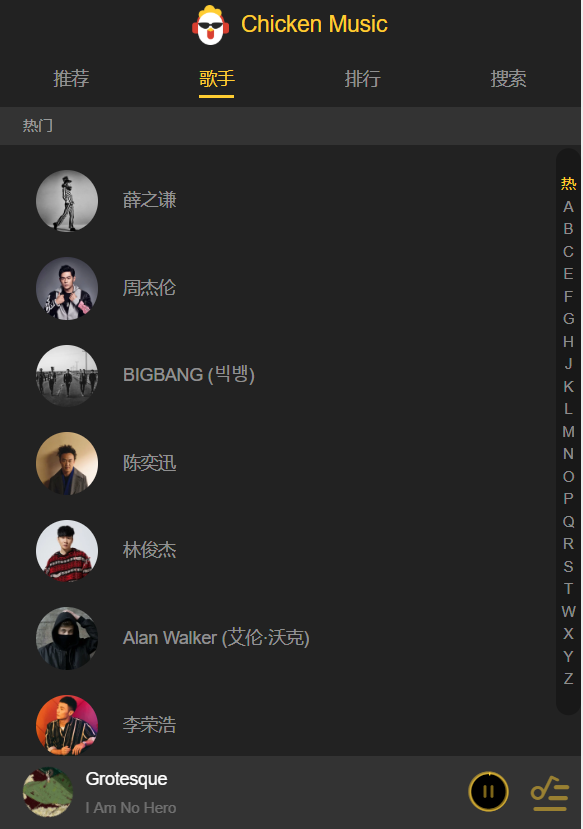 Chicken Music
推荐 歌手 排行 搜索
热门
薛之谦
周杰伦
BIGBANG (빅뱅)
陈奕迅
林俊杰
Alan Walker (艾伦·沃克)
李荣浩
热
A
B
C
E
F
G
H
J
K
L
M
N
O
P
Q
R
S
T
W
X
Y
Z
Grotesque
I Am No Hero